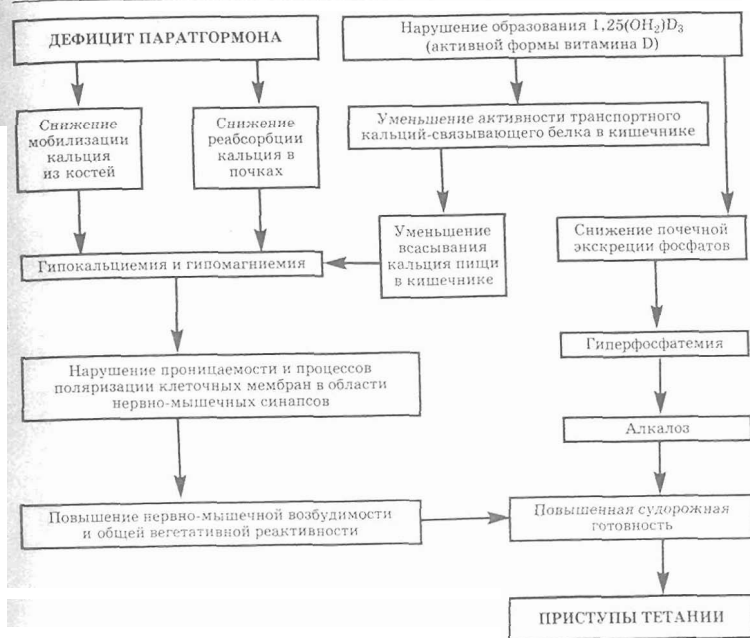 ДЕФИЦИТ ПАРАТГОРМОНА
Нарушение образования 1,25(OH₂)D₃
(активной формы витамина D)
Снижение
мобилизации
кальция
из костей
Снижение
реабсорбции
кальция в
почках
Уменьшение активности транспортного
кальций-связывающего белка в кишечнике
Уменьшение
всасывания
кальция пищи
в кишечнике
Снижение почечной
экскреции фосфатов
Гипокальциемия и гипомагниемия
Гиперфосфатемия
Нарушение проницаемости и процессов
поляризации клеточных мембран в области
нервно-мышечных синапсов
Алкалоз
Повышение нервно-мышечной возбудимости
и общей вегетативной реактивности
Повышенная судорожная
готовность
ПРИСТУПЫ ТЕТАНИИ